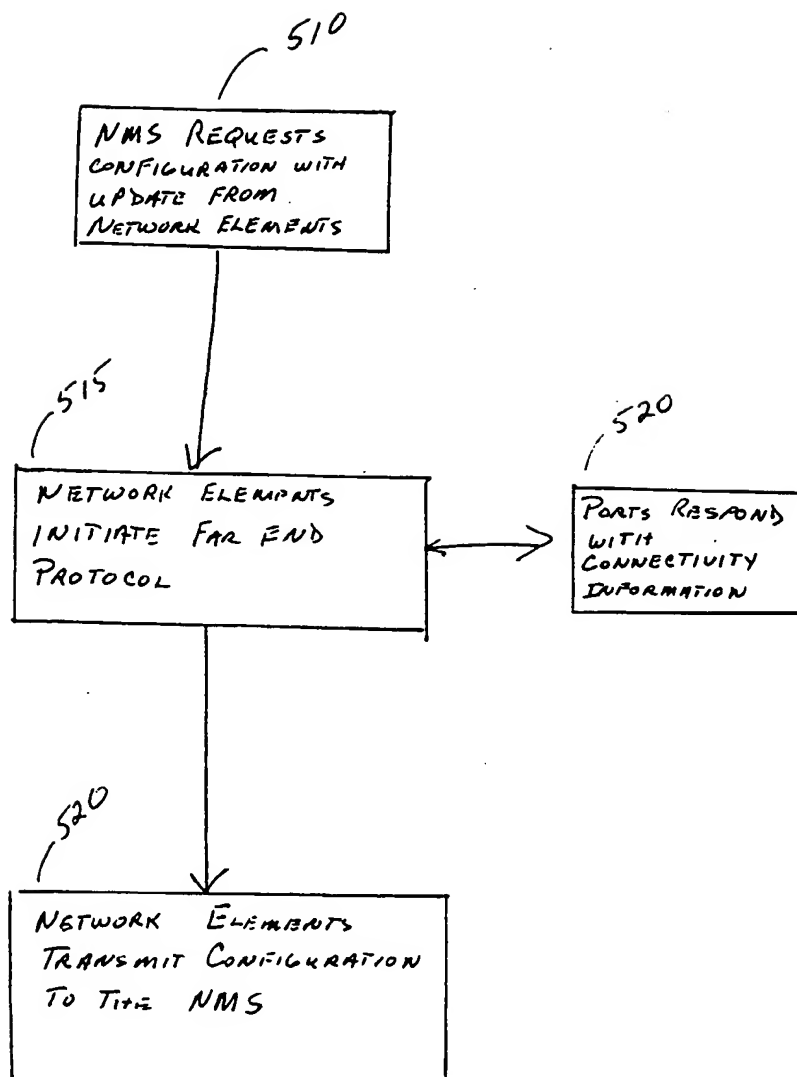 510
NMS REQUESTS
CONFIGURATION WITH
UPDATE FROM
NETWORK ELEMENTS
515
NETWORK ELEMENTS
INITIATE FAR END
PROTOCOL
520
PORTS RESPOND
WITH
CONNECTIVITY
INFORMATION
520
NETWORK ELEMENTS
TRANSMIT CONFIGURATION
TO THE NMS